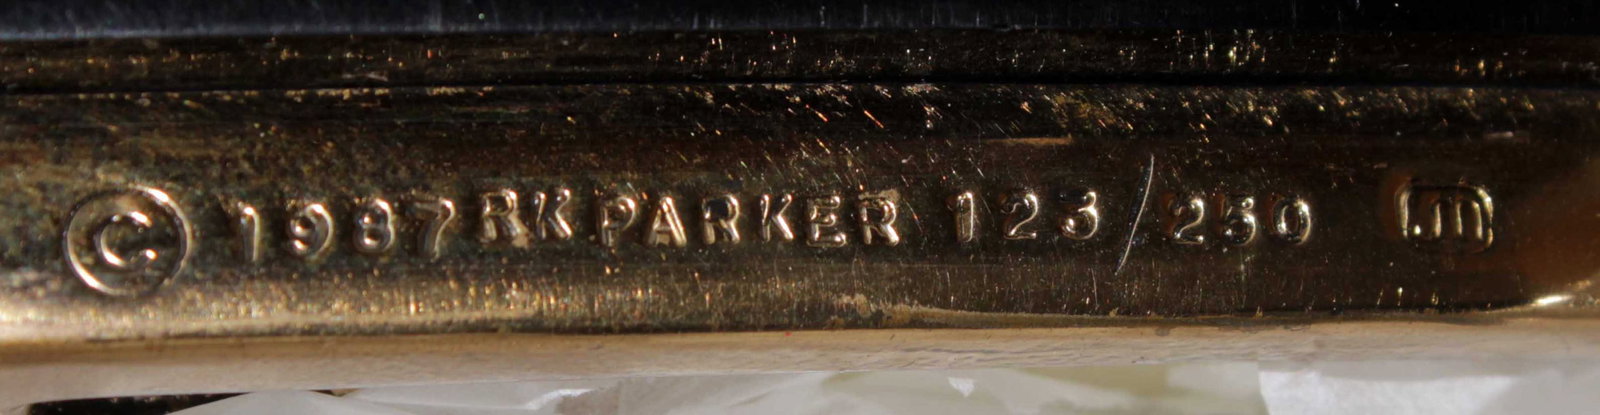 © 1987 RK PARKER 123/250 m